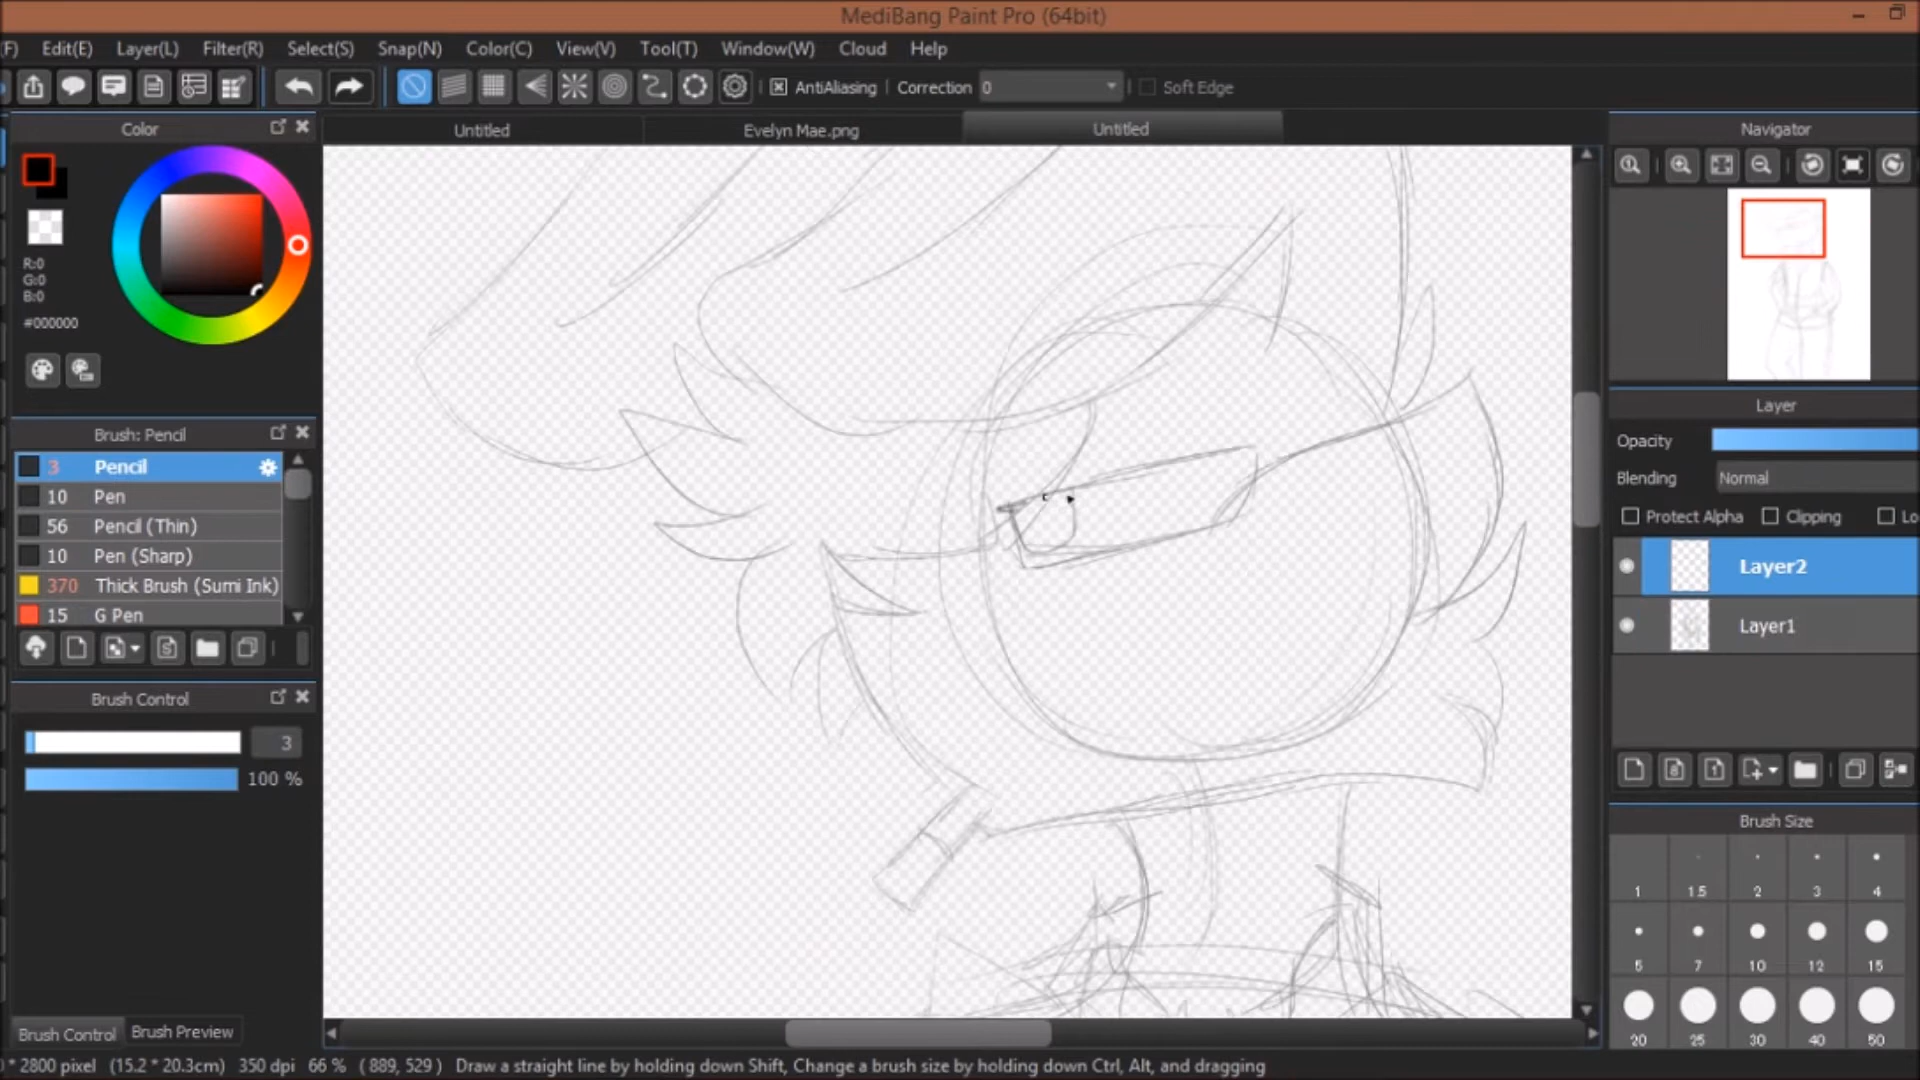 MediBang Paint Pro (64bit)
(F) Edit(E) Layer(L) Filter(R) Select(S) Snap(N) Color(C) View(V) Tool(T) Window(W) Cloud Help
AntiAliasing Correction 0 Soft Edge
Color
Untitled Evelyn Mae.png Untitled
Navigator
R:0
G:0
B:0
#000000
Brush: Pencil
3 Pencil
10 Pen
56 Pencil (Thin)
10 Pen (Sharp)
370 Thick Brush (Sumi Ink)
15 G Pen
Brush Control
3
100 %
Brush Control Brush Preview
Layer
Opacity
Blending Normal
Protect Alpha Clipping Lo
Layer2
Layer1
Brush Size
1 1.5 2 3 4
5 7 10 12 15
20 25 30 40 50
* 2800 pixel (15.2 * 20.3cm) 350 dpi 66 % ( 889, 529 ) Draw a straight line by holding down Shift, Change a brush size by holding down Ctrl, Alt, and dragging